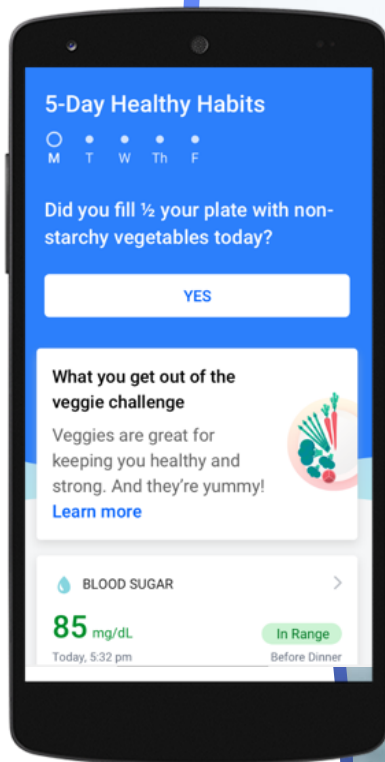 5-Day Healthy Habits
M T W Th F
Did you fill ½ your plate with non-
starchy vegetables today?
YES
What you get out of the
veggie challenge
Veggies are great for
keeping you healthy and
strong. And they're yummy!
Learn more
BLOOD SUGAR
85 mg/dL
In Range
Today, 5:32 pm
Before Dinner